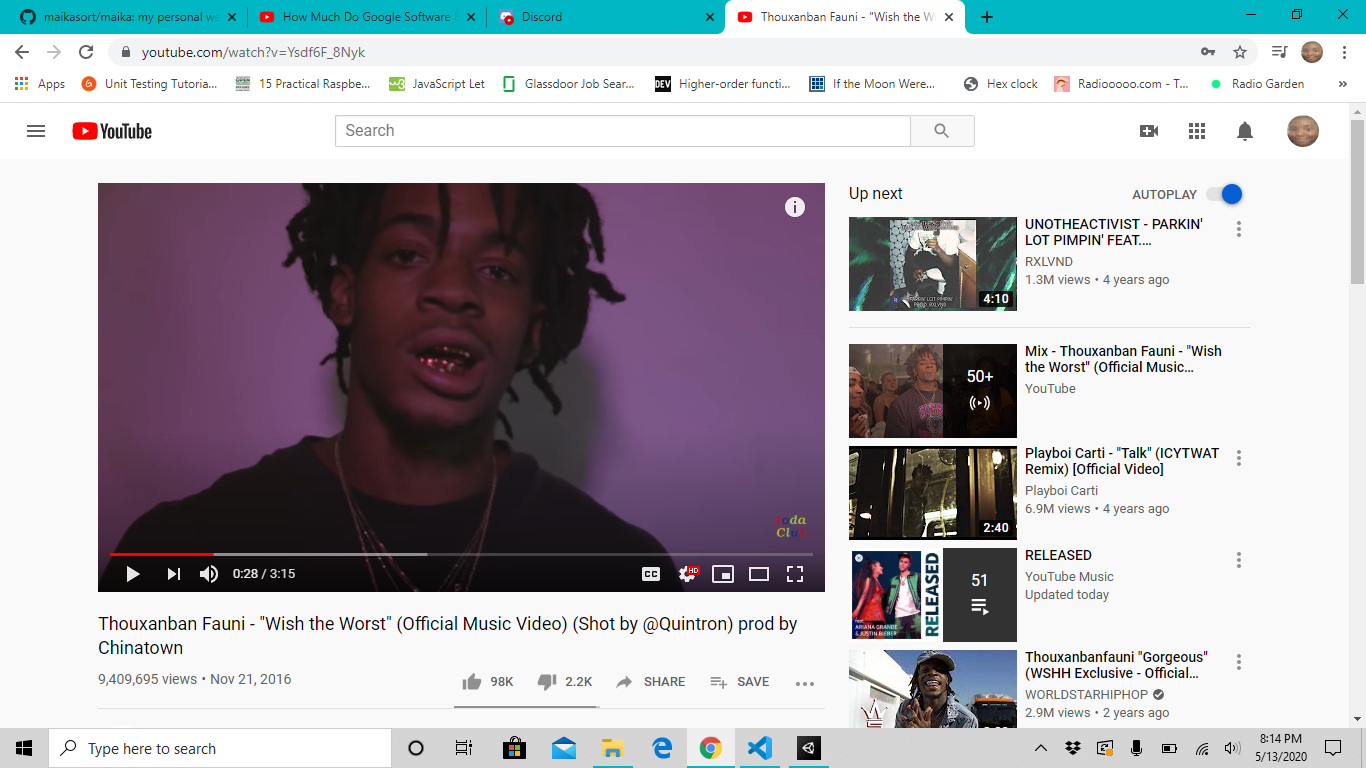 maikasort/maika: my personal we
How Much Do Google Software E
Discord
Thouxanban Fauni - "Wish the W
youtube.com/watch?v=Ysdf6F_8Nyk
Apps
Unit Testing Tutoria...
15 Practical Raspbe...
JavaScript Let
Glassdoor Job Sear...
DEV
Higher-order functi...
If the Moon Were...
Hex clock
Radiooooo.com - T...
Radio Garden
YouTube
Search
Up next
AUTOPLAY
4:10
UNOTHEACTIVIST - PARKIN'
LOT PIMPIN' FEAT....
RXLVND
1.3M views • 4 years ago
50+
Mix - Thouxanban Fauni - "Wish
the Worst" (Official Music...
YouTube
2:40
Playboi Carti - "Talk" (ICYTWAT
Remix) [Official Video]
Playboi Carti
6.9M views • 4 years ago
RELEASED
ARIANA GRANDE
& JUSTIN BIEBER
51
RELEASED
YouTube Music
Updated today
Thouxanbanfauni "Gorgeous"
(WSHH Exclusive - Official...
WORLDSTARHIPHOP
2.9M views • 2 years ago
0:28 / 3:15
CC
HD
Thouxanban Fauni - "Wish the Worst" (Official Music Video) (Shot by @Quintron) prod by
Chinatown
9,409,695 views • Nov 21, 2016
98K
2.2K
SHARE
SAVE
Type here to search
8:14 PM
5/13/2020